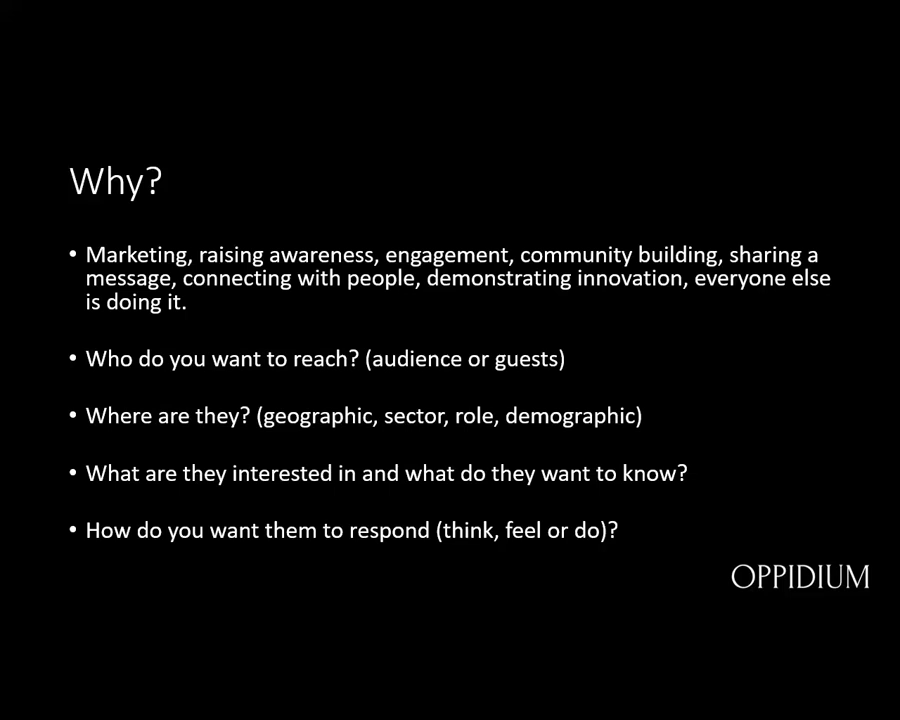 Why?
• Marketing, raising awareness, engagement, community building, sharing a
message, connecting with people, demonstrating innovation, everyone else
is doing it.
• Who do you want to reach? (audience or guests)
• Where are they? (geographic, sector, role, demographic)
• What are they interested in and what do they want to know?
• How do you want them to respond (think, feel or do)?
OPPIDIUM